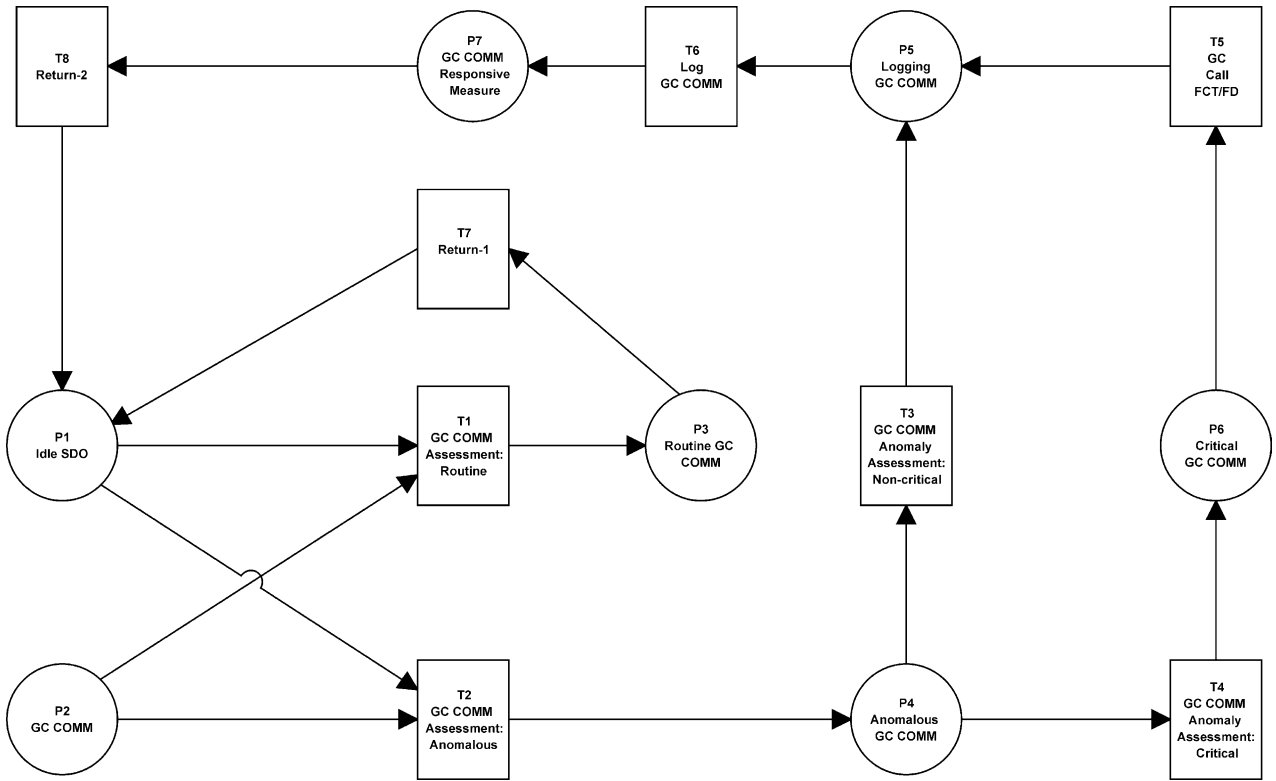 T8
Return-2
P7
GC COMM
Responsive
Measure
T6
Log
GC COMM
P5
Logging
GC COMM
T5
GC
Call
FCT/FD
T7
Return-1
P1
Idle SDO
T1
GC COMM
Assessment:
Routine
P3
Routine GC
COMM
T3
GC COMM
Anomaly
Assessment:
Non-critical
P6
Critical
GC COMM
P2
GC COMM
T2
GC COMM
Assessment:
Anomalous
P4
Anomalous
GC COMM
T4
GC COMM
Anomaly
Assessment:
Critical